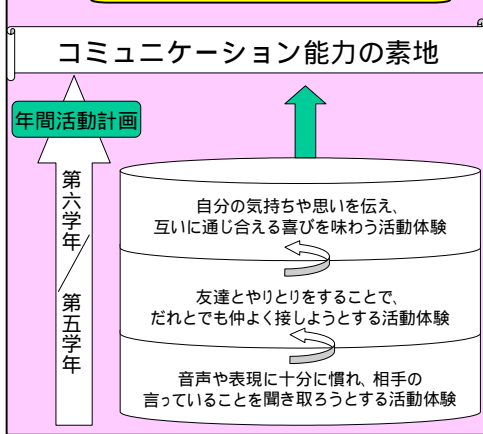 コミュニケーション能力の素地
年間活動計画
第六学年／第五学年
自分の気持ちや思いを伝え、
互いに通じ合える喜びを味わう活動体験
友達とやりとりをすることで、
だれとでも仲よく接しようとする活動体験
音声や表現に十分に慣れ、相手の
言っていることを聞き取ろうとする活動体験